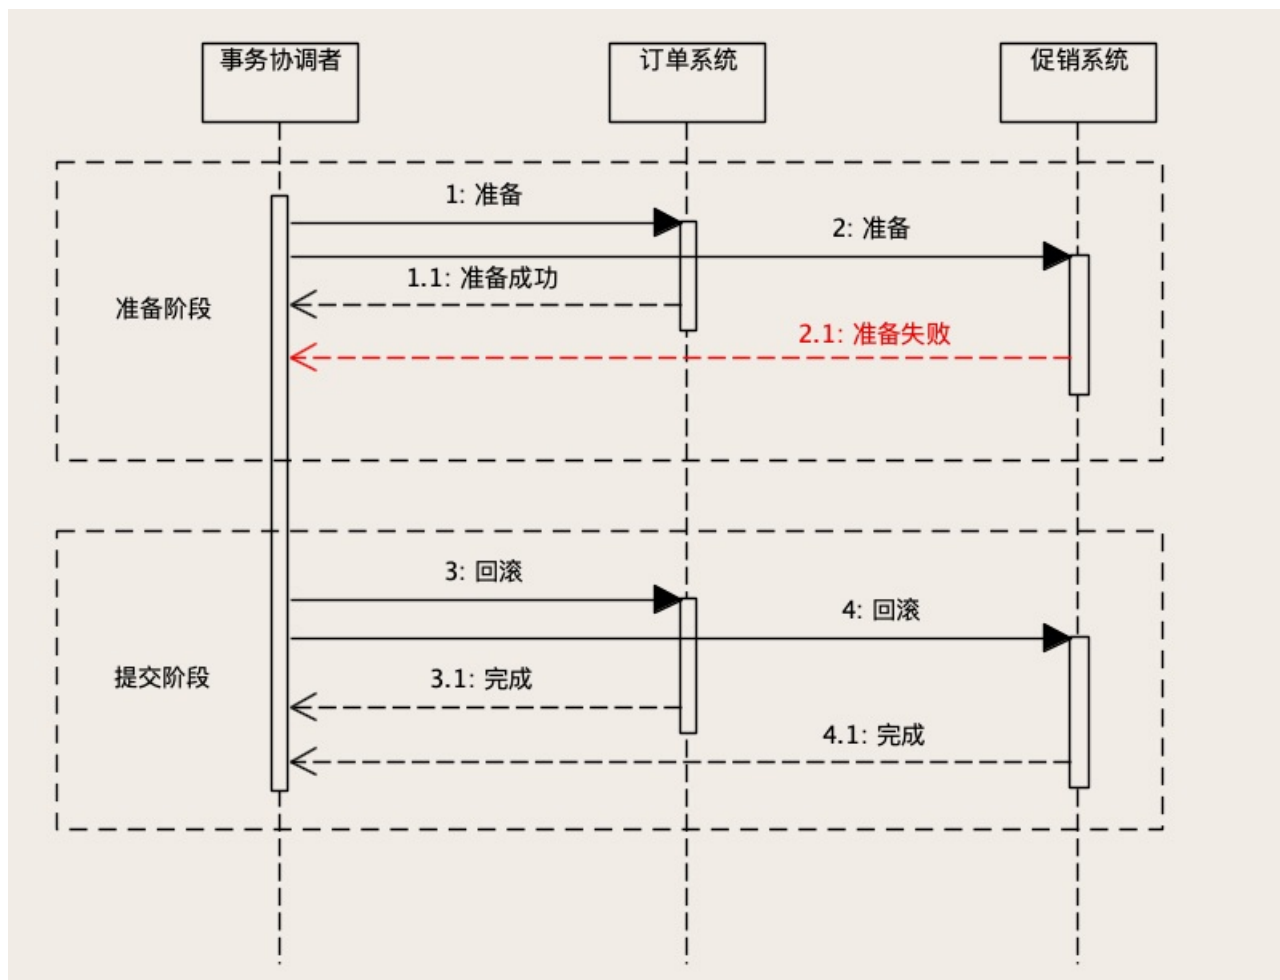 事务协调者
订单系统
促销系统
1: 准备
2: 准备
1.1: 准备成功
准备阶段
2.1: 准备失败
3: 回滚
4: 回滚
提交阶段
3.1: 完成
4.1: 完成